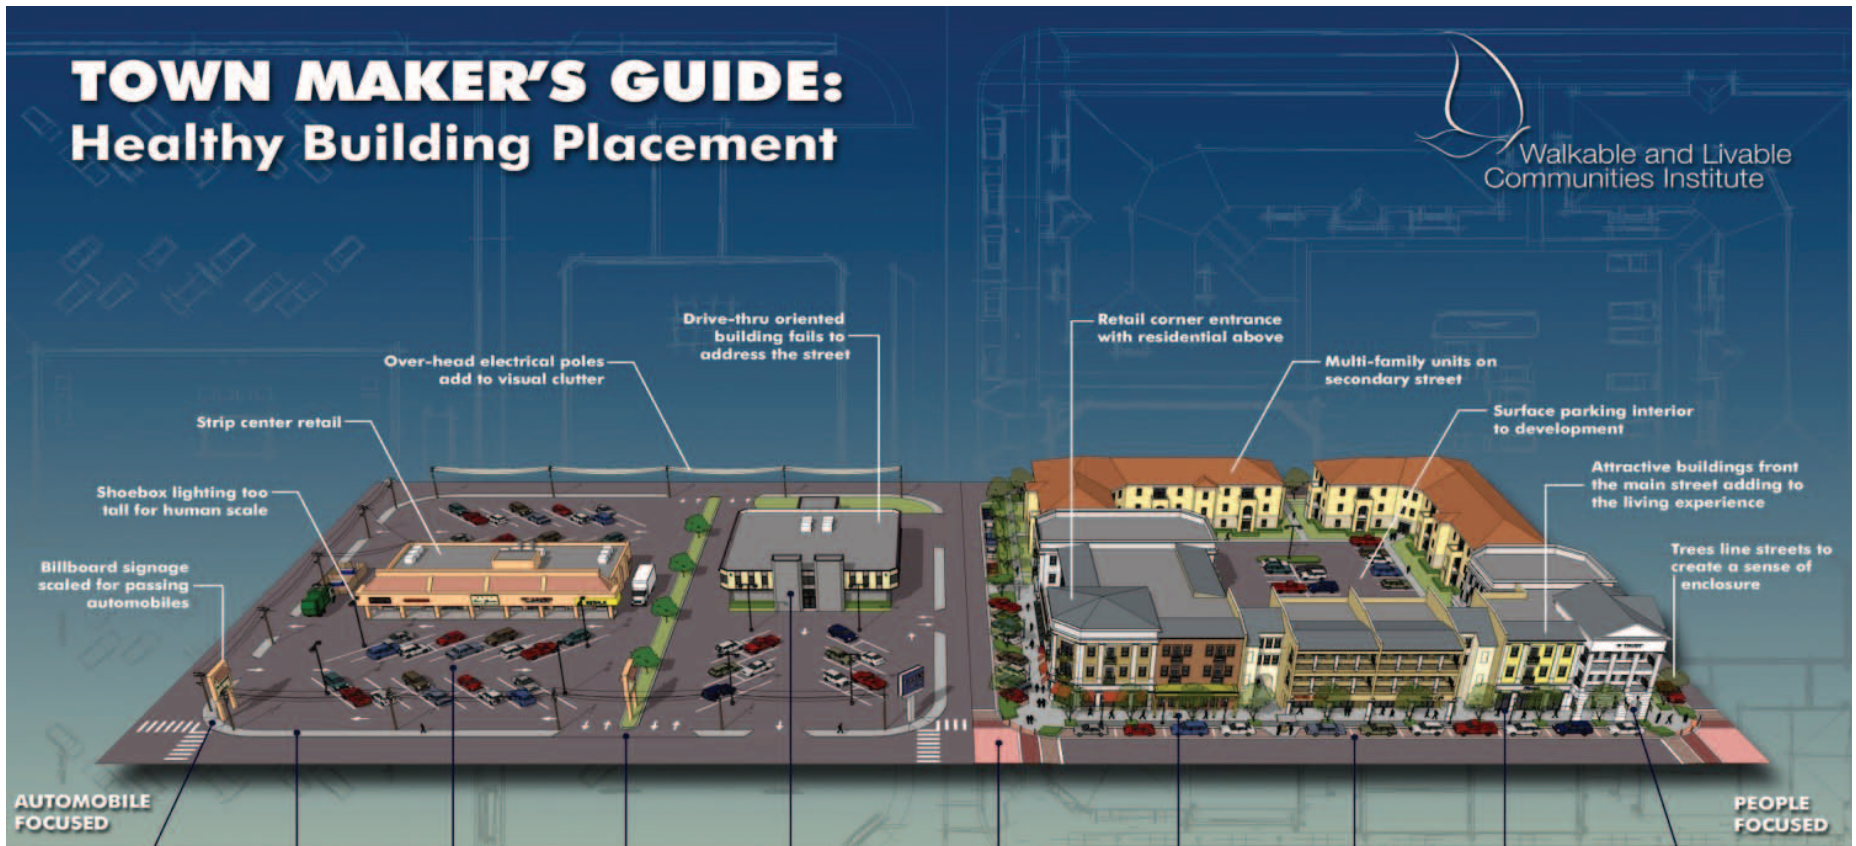 TOWN MAKER'S GUIDE:
Healthy Building Placement
Walkable and Livable
Communities Institute
Drive-thru oriented
building fails to
address the street
Over-head electrical poles
add to visual clutter
Strip center retail
Shoebox lighting too
tall for human scale
Billboard signage
scaled for passing
automobiles
Retail corner entrance
with residential above
Multi-family units on
secondary street
Surface parking interior
to development
Attractive buildings front
the main street adding to
the living experience
Trees line streets to
create a sense of
enclosure
AUTOMOBILE
FOCUSED
PEOPLE
FOCUSED